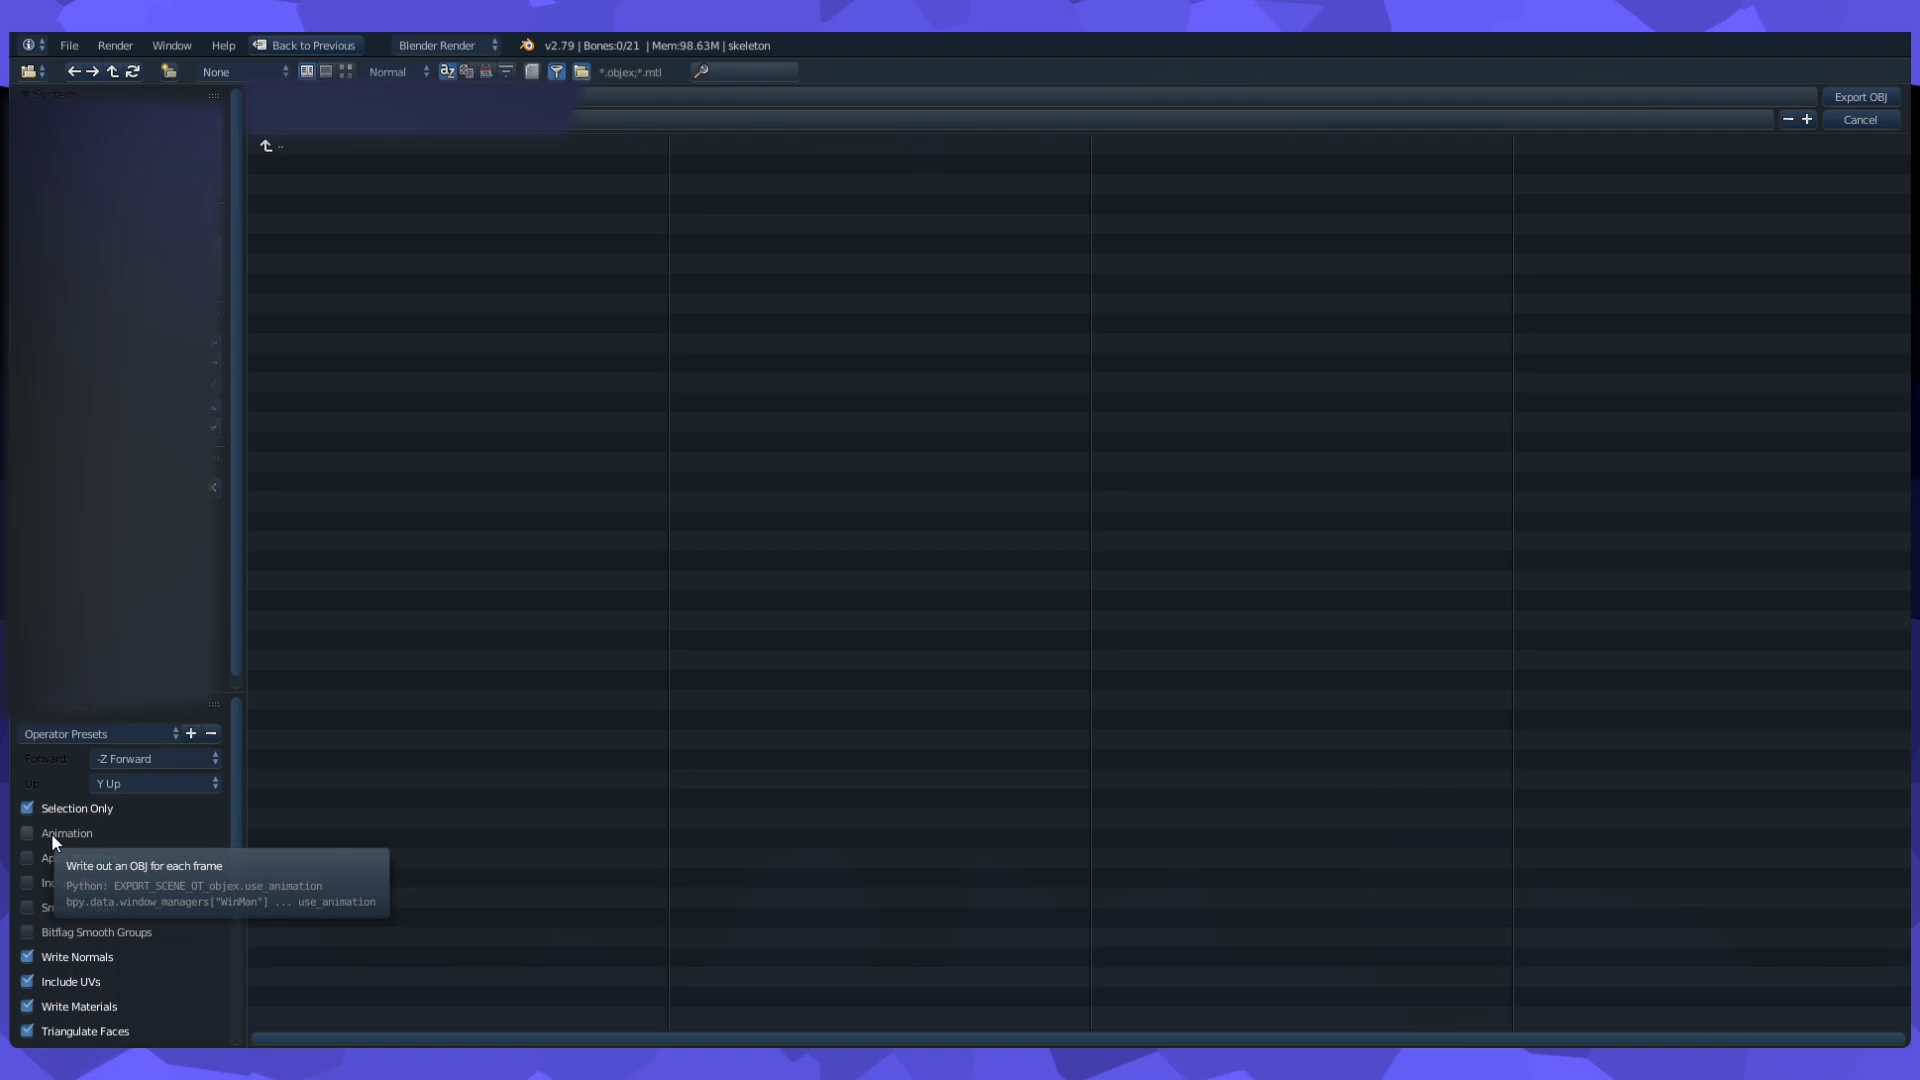 File Render Window Help Back to Previous Blender Render v2.79 | Bones:0/21 | Mem:98.63M | skeleton
None Normal *.objex;*.mtl
System
Export OBJ
Cancel
..
Operator Presets
Forward: -Z Forward
Up: Y Up
Selection Only
Animation
Write out an OBJ for each frame
Python: EXPORT_SCENE_OT_objex.use_animation
bpy.data.window_managers["WinMan"] ... use_animation
Bitflag Smooth Groups
Write Normals
Include UVs
Write Materials
Triangulate Faces